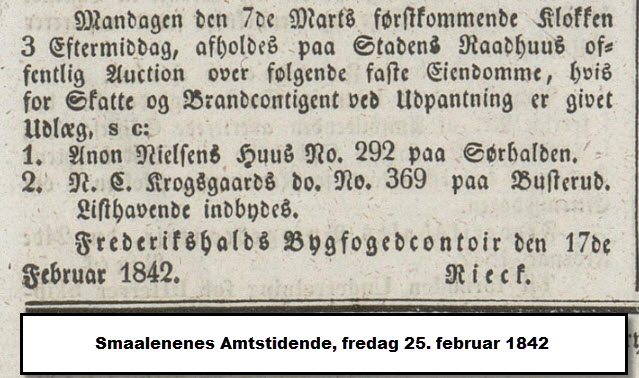 Mandagen den 7de Marts førstkommende Klokken
3 Eftermiddag, afholdes paa Stadens Raadhuus of=
fentlig Auction over følgende faste Eiendomme, hvis
for Skatte og Brandcontigent ved Udpantning er givet
Udlæg, s c:
1. Anon Nielsens Huus No. 292 paa Sørhalden.
2. N. C. Krogsgaards do. No. 369 paa Busterud.
Listhavende indbydes.
Frederikshalds Bygfogedcontoir den 17de
Februar 1842. Rieck.
Smaalenenes Amtstidende, fredag 25. februar 1842